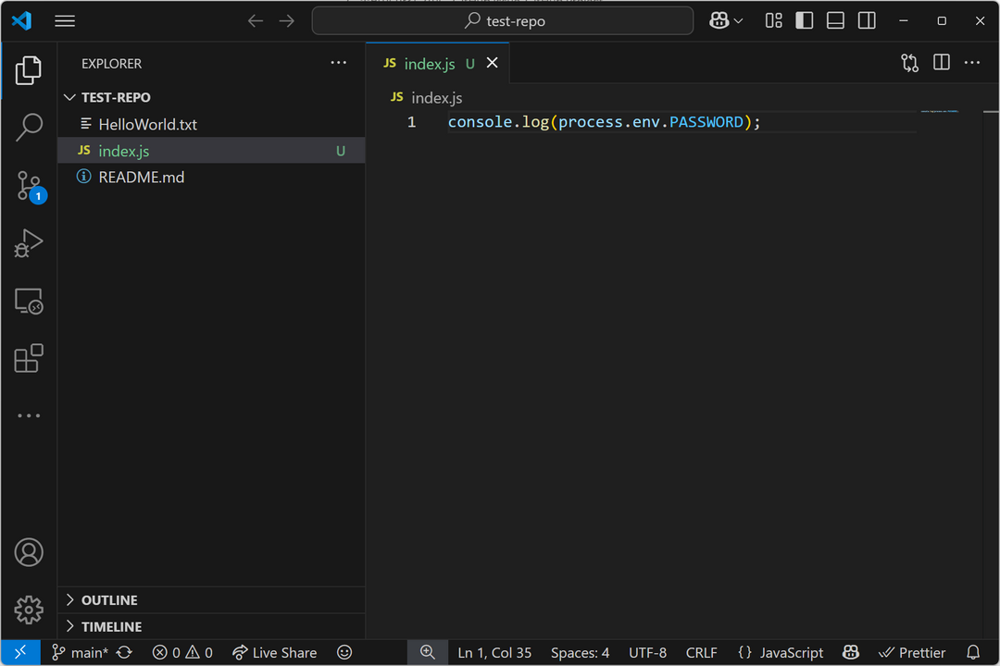 test-repo
EXPLORER
TEST-REPO
HelloWorld.txt
JS index.js U
README.md
OUTLINE
TIMELINE
JS index.js U
JS index.js
1 console.log(process.env.PASSWORD);
1
main* 0 0 Live Share Ln 1, Col 35 Spaces: 4 UTF-8 CRLF {} JavaScript Prettier